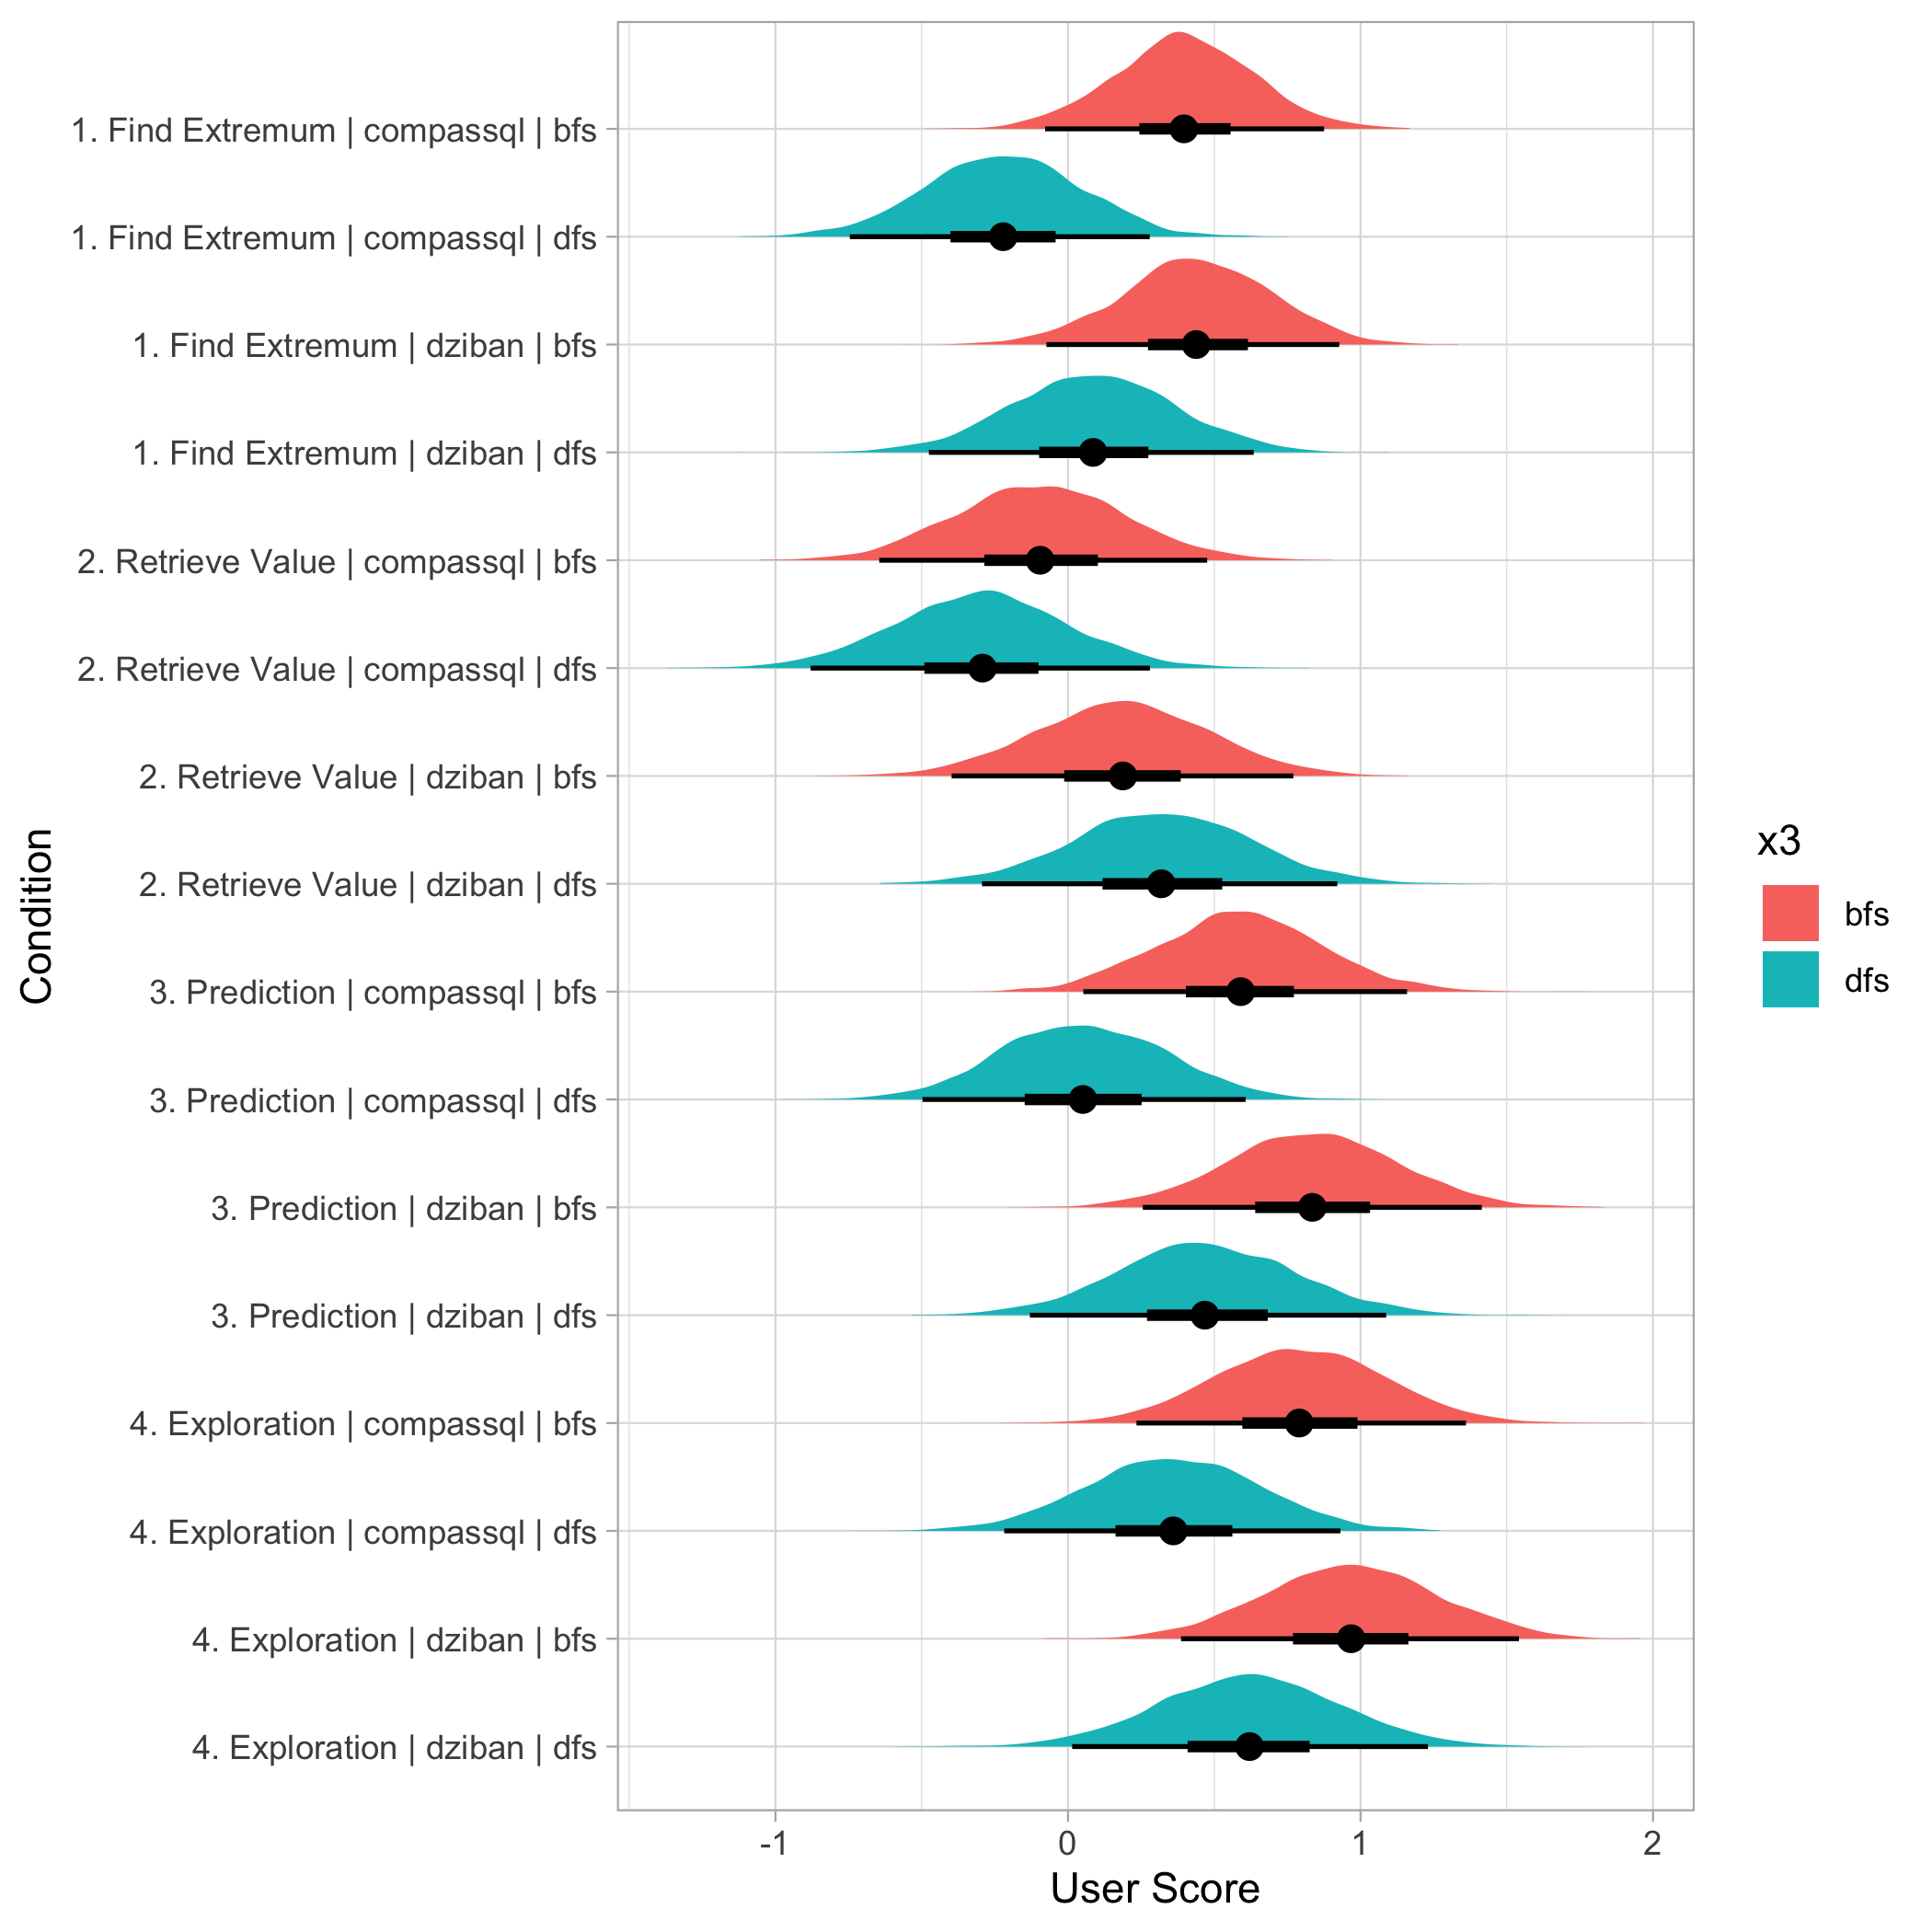 1. Find Extremum | compassql | bfs
1. Find Extremum | compassql | dfs
1. Find Extremum | dziban | bfs
1. Find Extremum | dziban | dfs
2. Retrieve Value | compassql | bfs
2. Retrieve Value | compassql | dfs
2. Retrieve Value | dziban | bfs
2. Retrieve Value | dziban | dfs
3. Prediction | compassql | bfs
3. Prediction | compassql | dfs
3. Prediction | dziban | bfs
3. Prediction | dziban | dfs
4. Exploration | compassql | bfs
4. Exploration | compassql | dfs
4. Exploration | dziban | bfs
4. Exploration | dziban | dfs
Condition
-1 0 1 2
User Score
x3
bfs
dfs